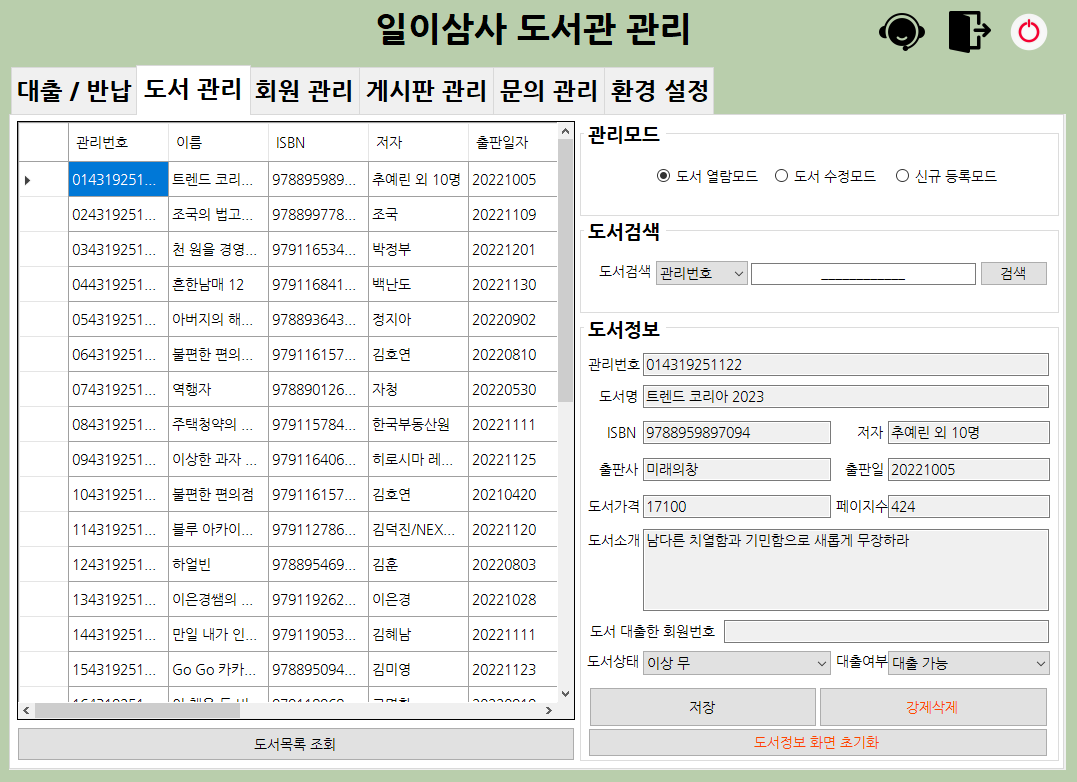 일이삼사 도서관 관리
대출 / 반납 도서 관리 회원 관리 게시판 관리 문의 관리 환경 설정
관리번호 이름 ISBN 저자 출판일자
014319251... 트렌드 코리... 978895989... 추예린 외 10명 20221005
024319251... 조국의 법고... 978899778... 조국 20221109
034319251... 천 원을 경영... 979116534... 박정부 20221201
044319251... 흔한남매 12 979116841... 백난도 20221130
054319251... 아버지의 해... 978893643... 정지아 20220902
064319251... 불편한 편의... 979116157... 김호연 20220810
074319251... 역행자 978890126... 자청 20220530
084319251... 주택청약의 ... 979115784... 한국부동산원 20221111
094319251... 이상한 과자 ... 979116406... 히로시마 레... 20221125
104319251... 불편한 편의점 979116157... 김호연 20210420
114319251... 블루 아카이... 979112786... 김덕진/NEX... 20221120
124319251... 하얼빈 978895469... 김훈 20220803
134319251... 이은경쌤의 ... 979119262... 이은경 20221028
144319251... 만일 내가 인... 979119053... 김혜남 20221111
154319251... Go Go 카카... 978895094... 김미영 20221123
도서목록 조회
관리모드
도서 열람모드 도서 수정모드 신규 등록모드
도서검색
도서검색 관리번호 ____________ 검색
도서정보
관리번호 014319251122
도서명 트렌드 코리아 2023
ISBN 9788959897094 저자 추예린 외 10명
출판사 미래의창 출판일 20221005
도서가격 17100 페이지수 424
도서소개 남다른 치열함과 기민함으로 새롭게 무장하라
도서 대출한 회원번호
도서상태 이상 무 대출여부 대출 가능
저장 강제삭제
도서정보 화면 초기화